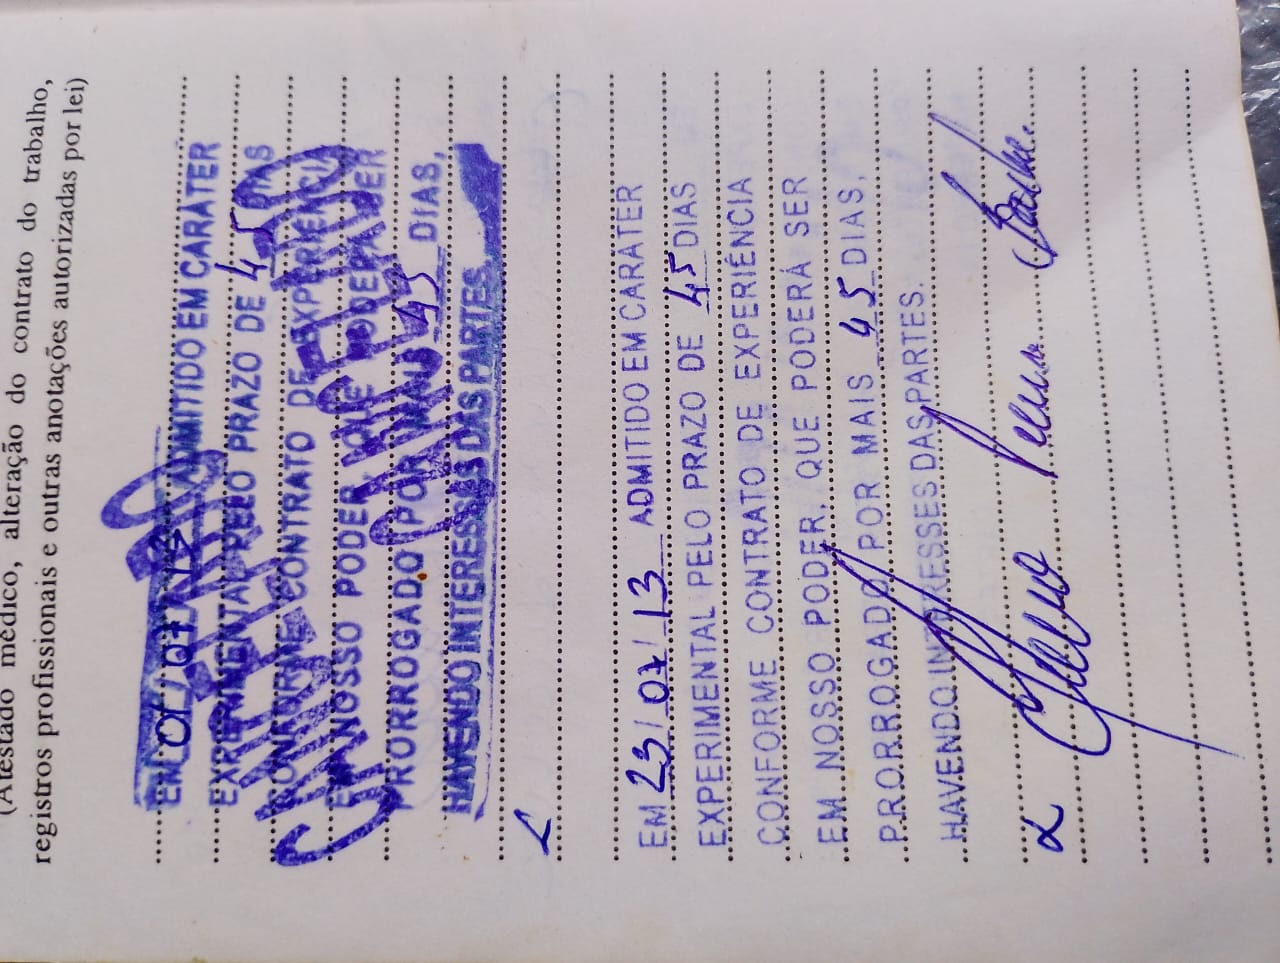 (Atestado médico, alteração do contrato do trabalho,
registros profissionais e outras anotações autorizadas por lei)
EM 01/07/13 ADMITIDO EM CARATER
EXPERIMENTAL PELO PRAZO DE 45 DIAS
CONFORME CONTRATO DE EXPERIÊNCIA
EM NOSSO PODER, QUE PODERÁ SER
PRORROGADO POR MAIS 45 DIAS,
HAVENDO INTERESSES DAS PARTES.
CANCELADO
CANCELADO
EM 23/07/13 ADMITIDO EM CARATER
EXPERIMENTAL PELO PRAZO DE 45 DIAS
CONFORME CONTRATO DE EXPERIÊNCIA
EM NOSSO PODER, QUE PODERÁ SER
PRORROGADO POR MAIS 45 DIAS,
HAVENDO INTERESSES DAS PARTES.